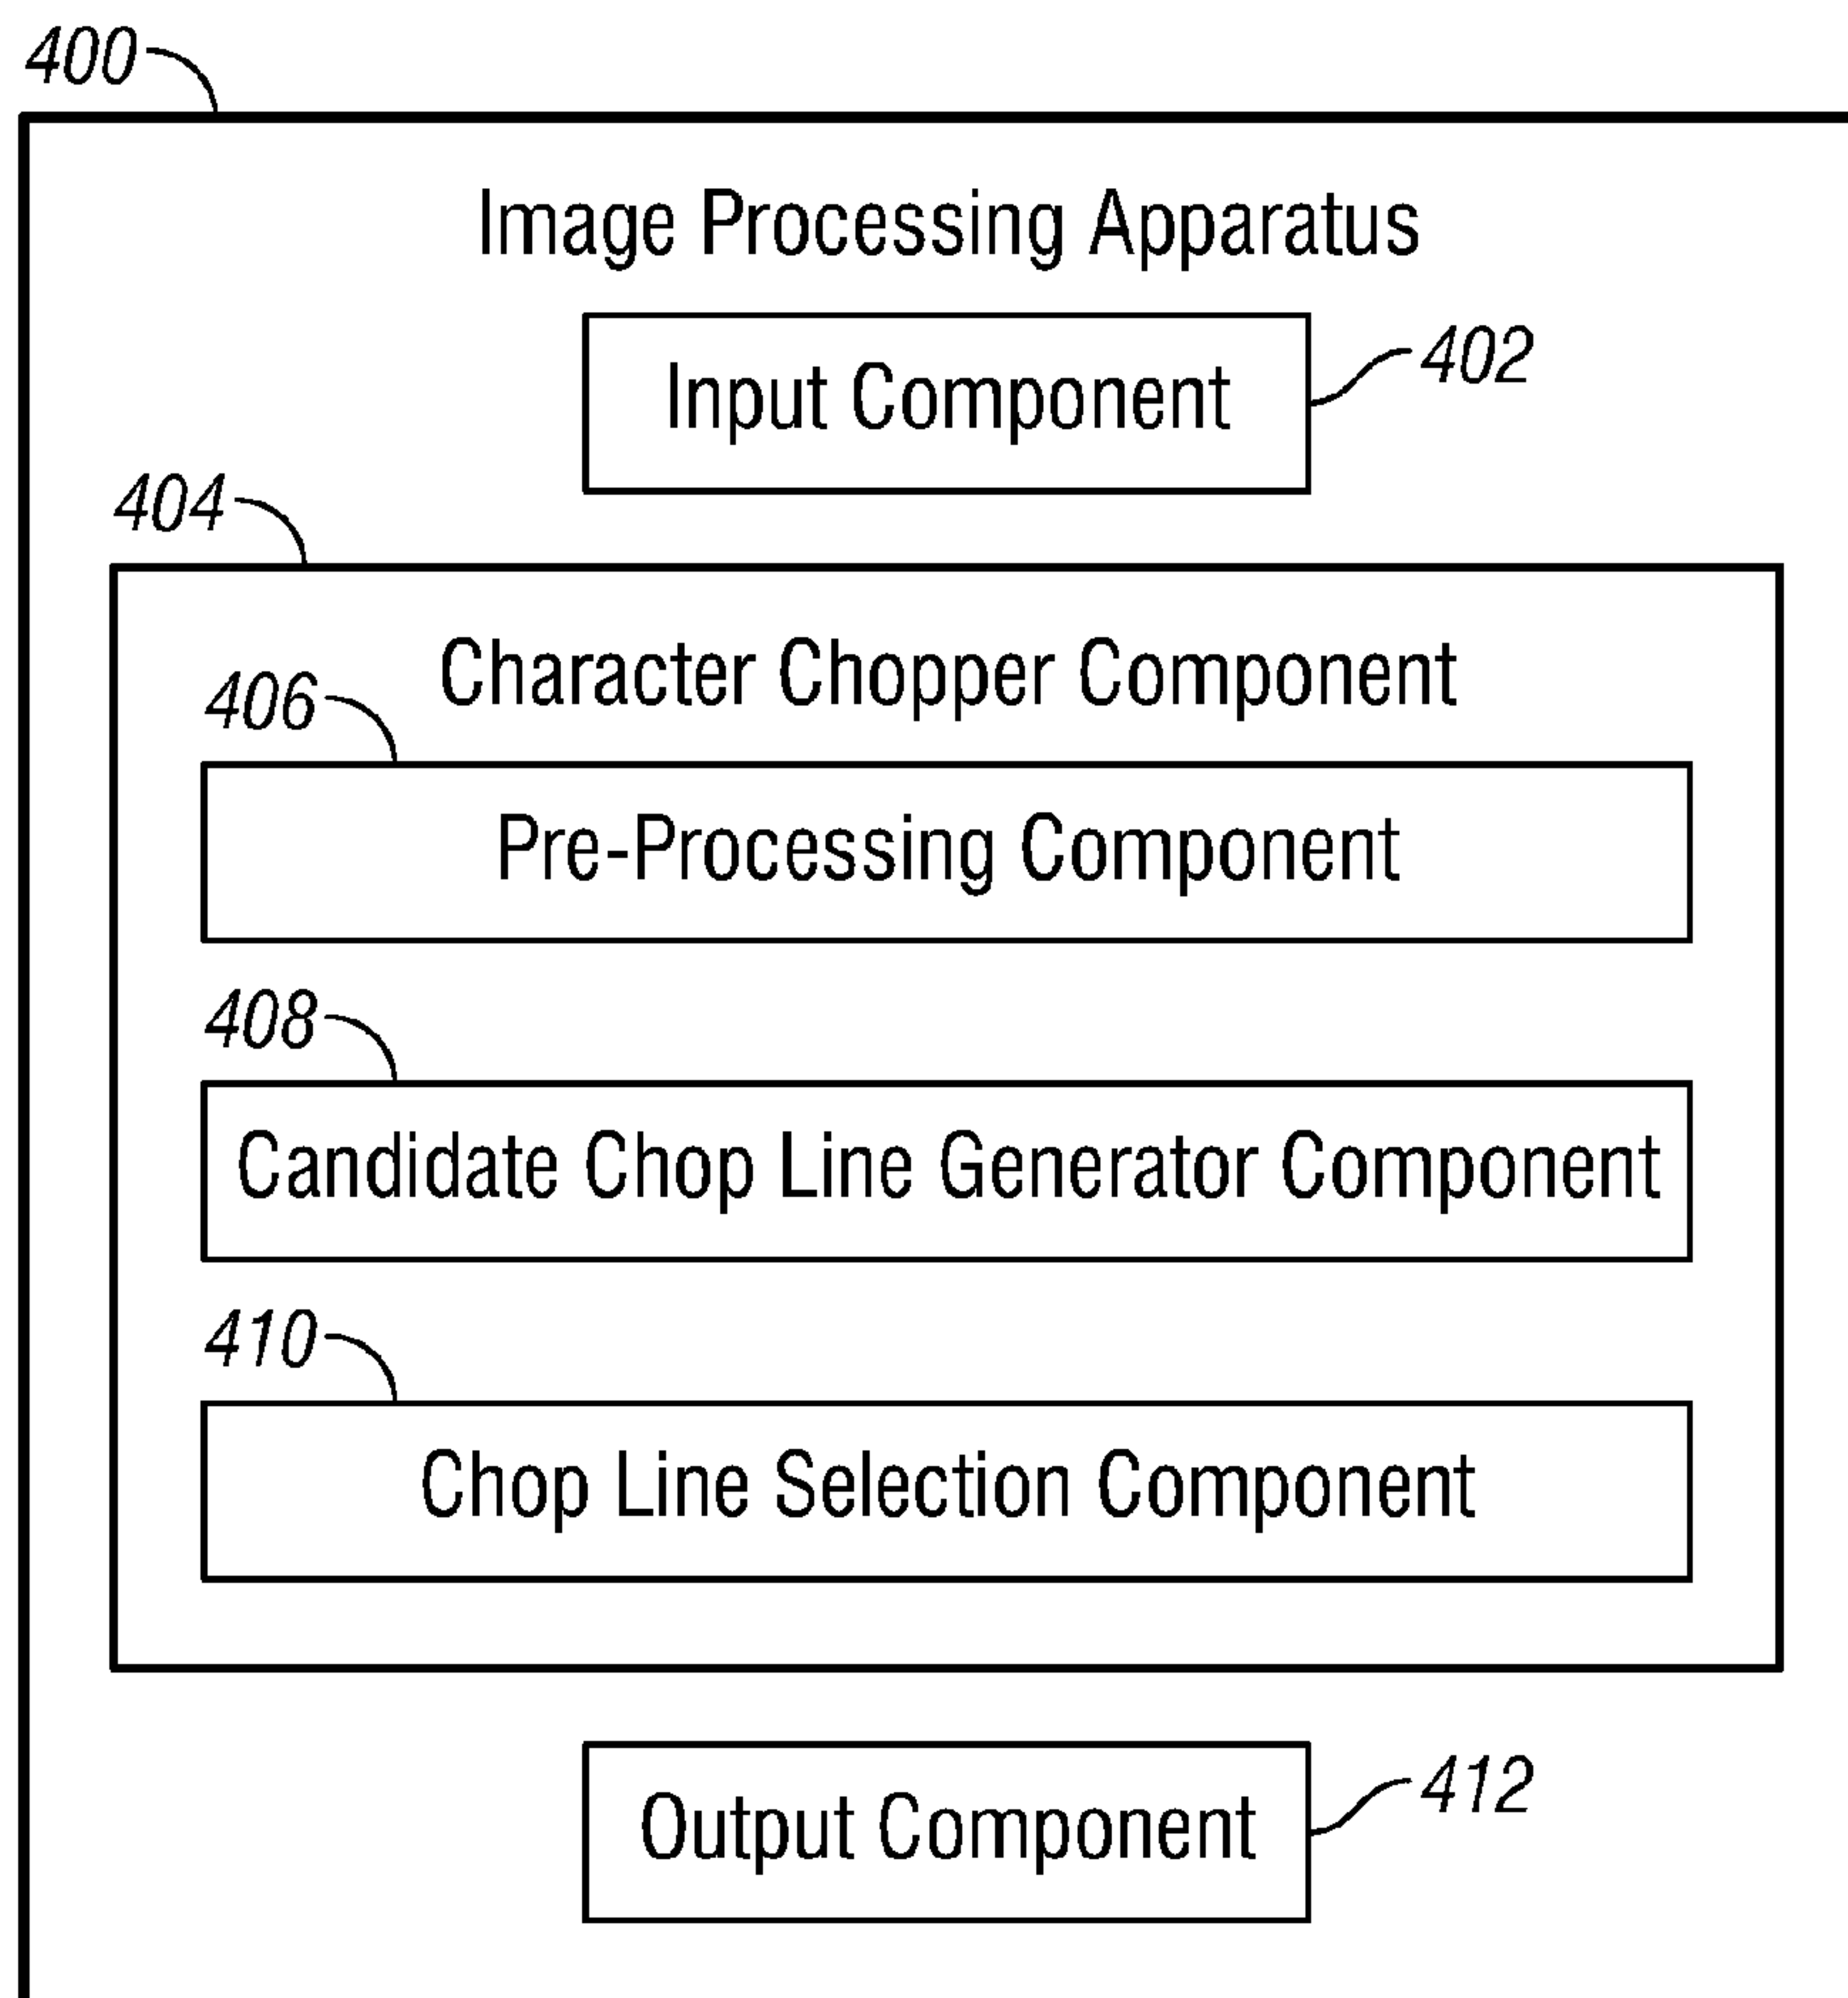 400
Image Processing Apparatus
Input Component
402
404
Character Chopper Component
406
Pre-Processing Component
408
Candidate Chop Line Generator Component
410
Chop Line Selection Component
Output Component
412